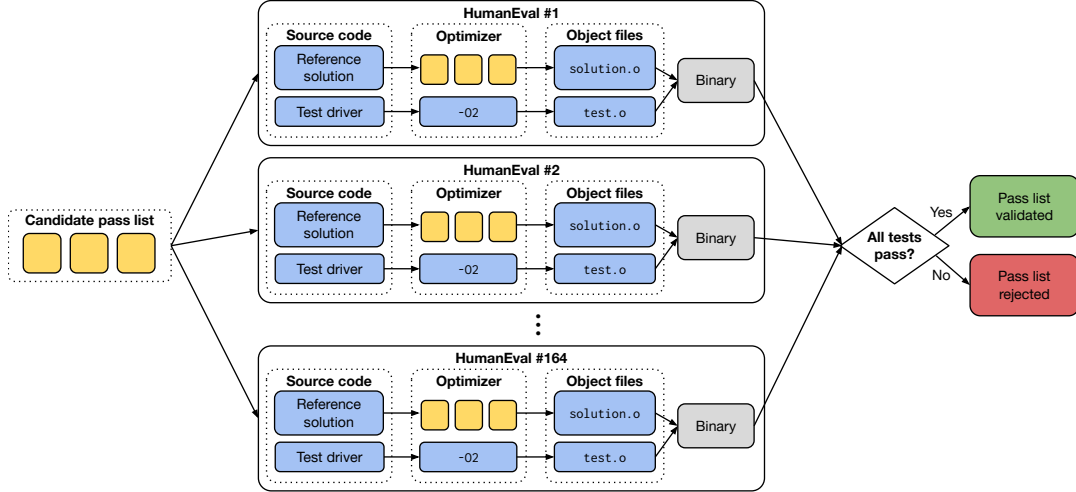 HumanEval #1
Source code
Optimizer
Object files
Reference
solution
solution.o
Binary
Test driver
-O2
test.o
HumanEval #2
Source code
Optimizer
Object files
Reference
solution
solution.o
Binary
Test driver
-O2
test.o
Candidate pass list
All tests
pass?
Yes
Pass list
validated
No
Pass list
rejected
HumanEval #164
Source code
Optimizer
Object files
Reference
solution
solution.o
Binary
Test driver
-O2
test.o